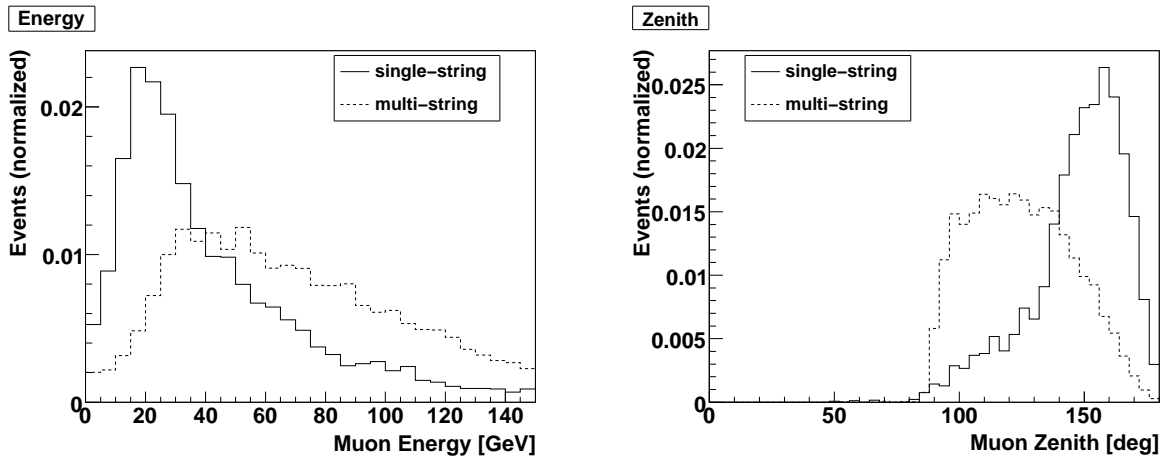 Energy
Events (normalized)
single−string
multi−string
0.02
0.01
0
0 20 40 60 80 100 120 140
Muon Energy [GeV]
Zenith
Events (normalized)
single−string
multi−string
0.025
0.02
0.015
0.01
0.005
0
0 50 100 150
Muon Zenith [deg]